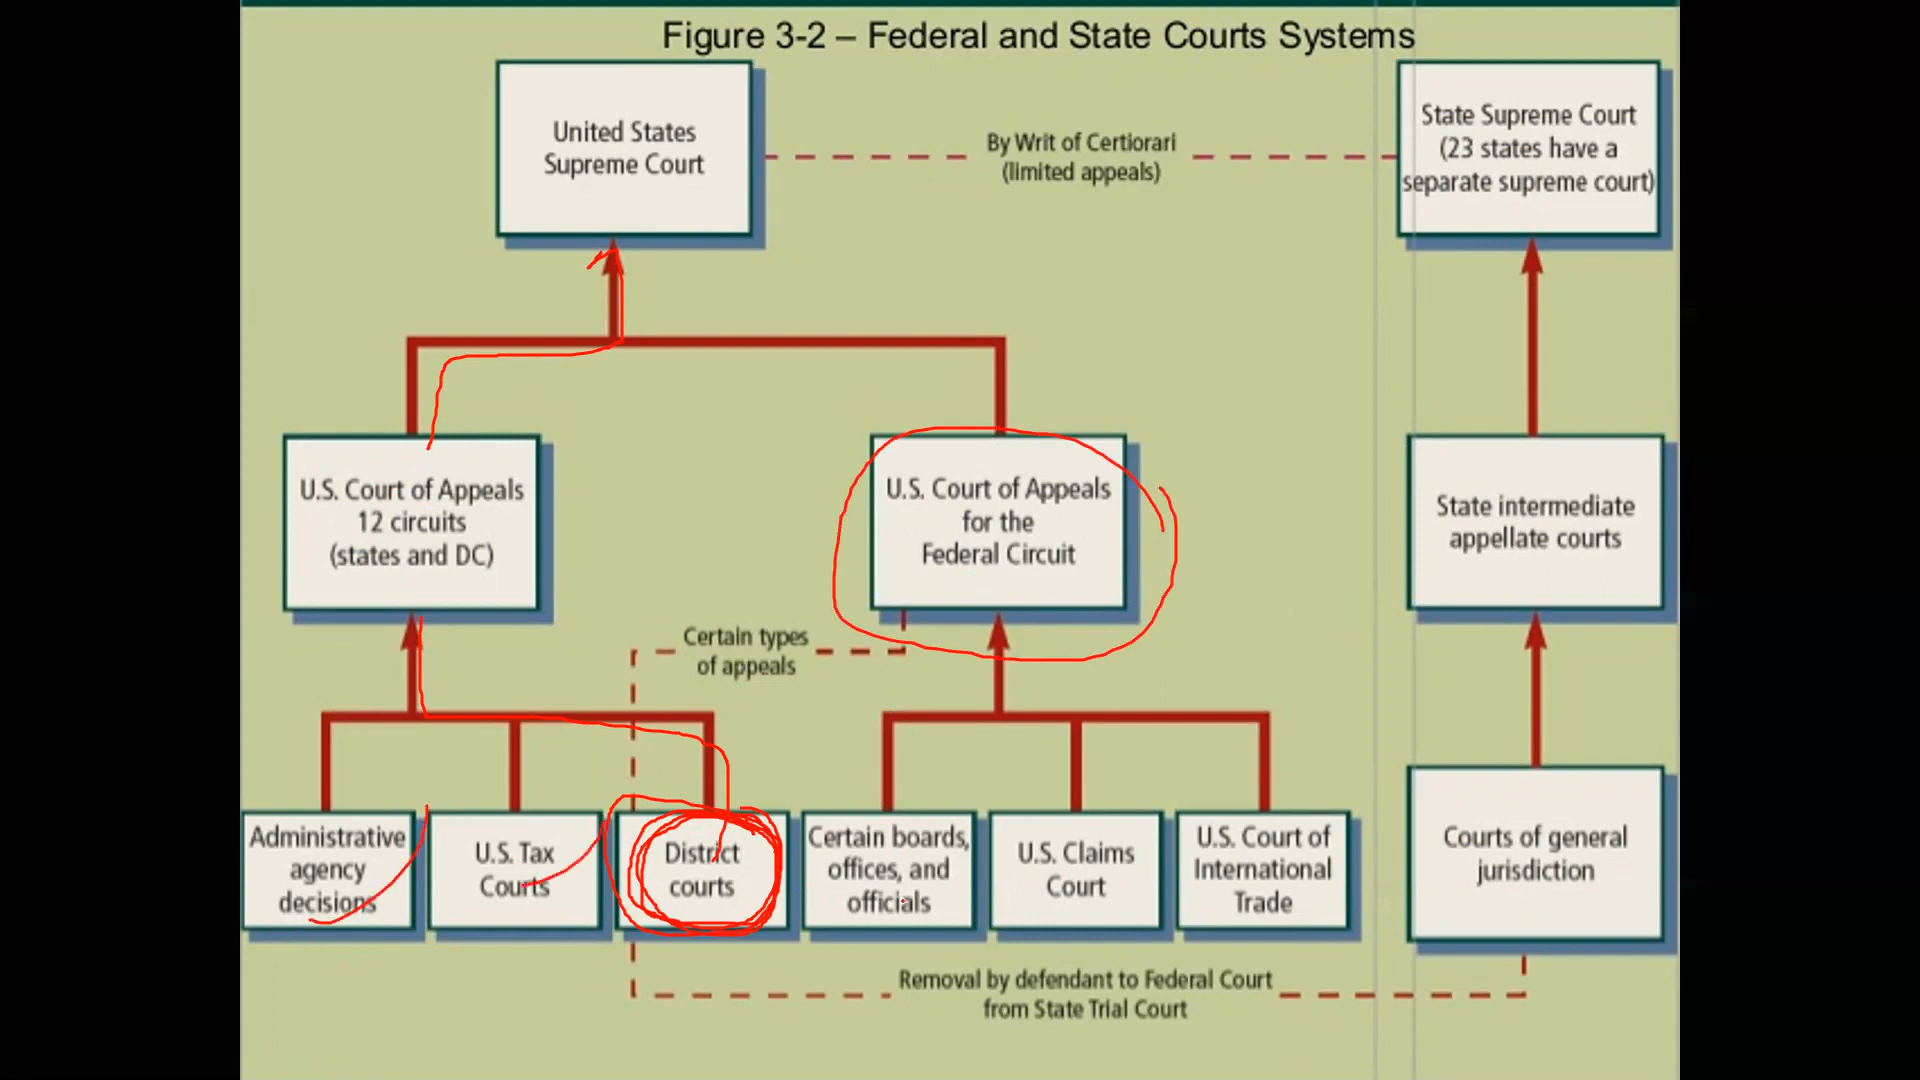 Figure 3-2 – Federal and State Courts Systems
United States
Supreme Court
By Writ of Certiorari
(limited appeals)
State Supreme Court
(23 states have a
separate supreme court)
U.S. Court of Appeals
12 circuits
(states and DC)
U.S. Court of Appeals
for the
Federal Circuit
State intermediate
appellate courts
Certain types
of appeals
Administrative
agency
decisions
U.S. Tax
Courts
District
courts
Certain boards,
offices, and
officials
U.S. Claims
Court
U.S. Court of
International
Trade
Courts of general
jurisdiction
Removal by defendant to Federal Court
from State Trial Court